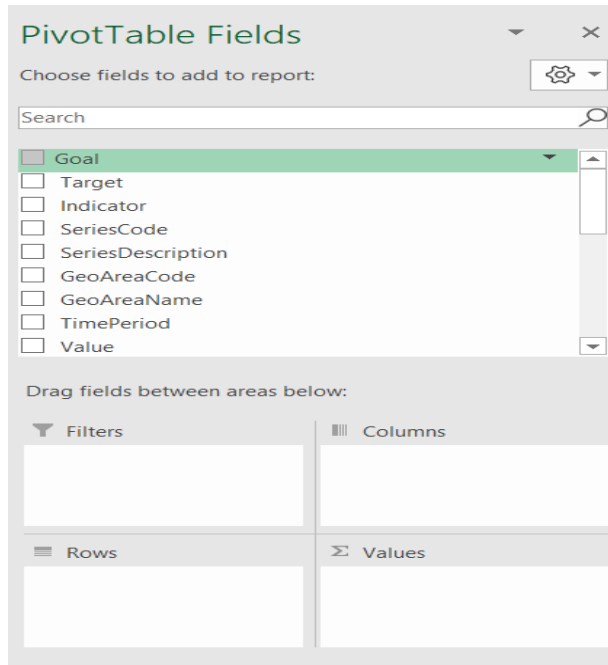 PivotTable Fields
Choose fields to add to report:
Search
Goal
Target
Indicator
SeriesCode
SeriesDescription
GeoAreaCode
GeoAreaName
TimePeriod
Value
Drag fields between areas below:
Filters
Columns
Rows
Values